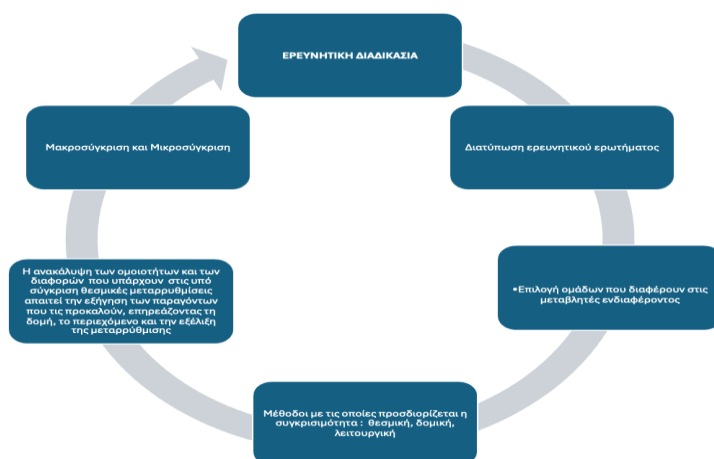 ΕΡΕΥΝΗΤΙΚΗ ΔΙΑΔΙΚΑΣΙΑ
Διατύπωση ερευνητικού ερωτήματος
•Επιλογή ομάδων που διαφέρουν στις
μεταβλητές ενδιαφέροντος
Μέθοδοι με τις οποίες προσδιορίζεται η
συγκρισιμότητα : θεσμική, δομική,
λειτουργική
Η ανακάλυψη των ομοιοτήτων και των
διαφορών που υπάρχουν στις υπό
σύγκριση θεσμικές μεταρρυθμίσεις
απαιτεί την εξήγηση των παραγόντων
που τις προκαλούν, επηρεάζοντας τη
δομή, το περιεχόμενο και την εξέλιξη
της μεταρρύθμισης
Μακροσύγκριση και Μικροσύγκριση